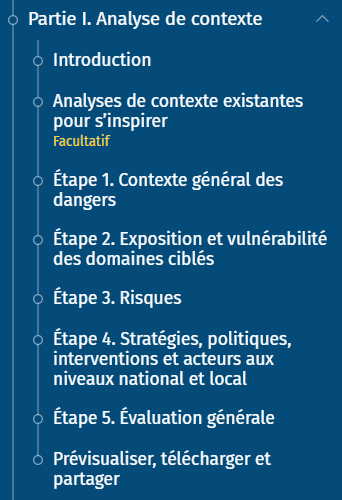 Partie I. Analyse de contexte
Introduction
Analyses de contexte existantes
pour s’inspirer
Facultatif
Étape 1. Contexte général des
dangers
Étape 2. Exposition et vulnérabilité
des domaines ciblés
Étape 3. Risques
Étape 4. Stratégies, politiques,
interventions et acteurs aux
niveaux national et local
Étape 5. Évaluation générale
Prévisualiser, télécharger et
partager